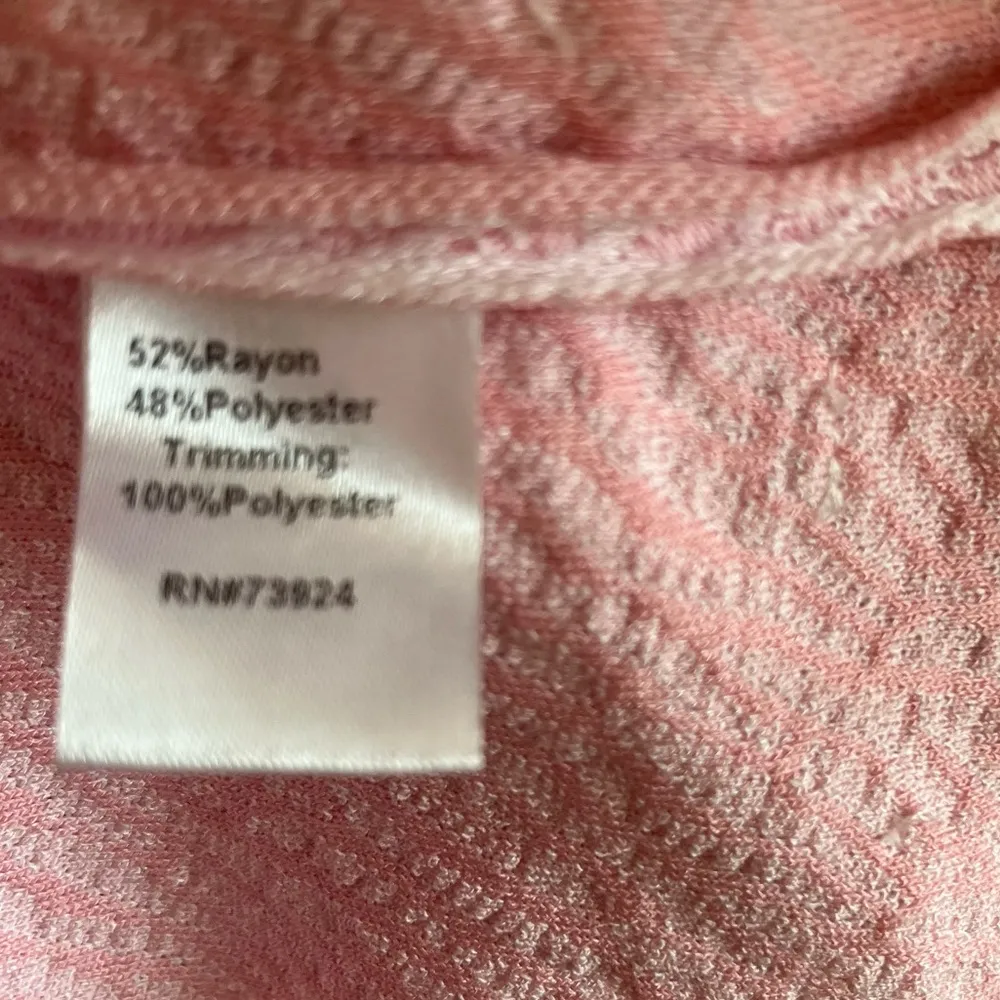 52%Rayon
48%Polyester
Trimming:
100%Polyester
RN#73924